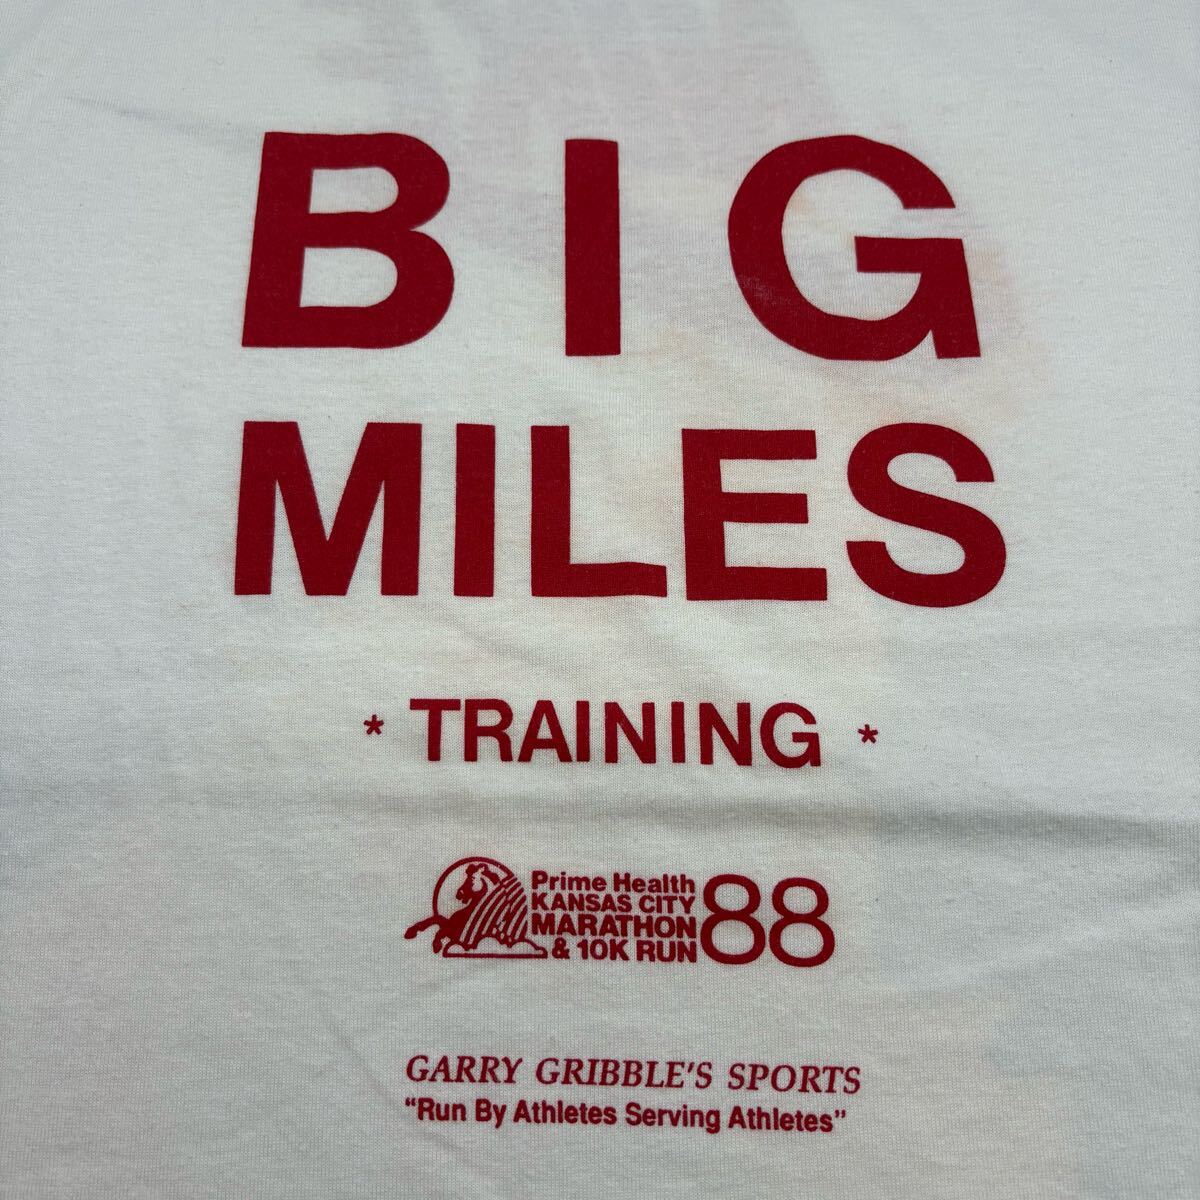 BIG
MILES
* TRAINING *
Prime Health
KANSAS CITY
MARATHON
& 10K RUN
88
GARRY GRIBBLE'S SPORTS
“Run By Athletes Serving Athletes”